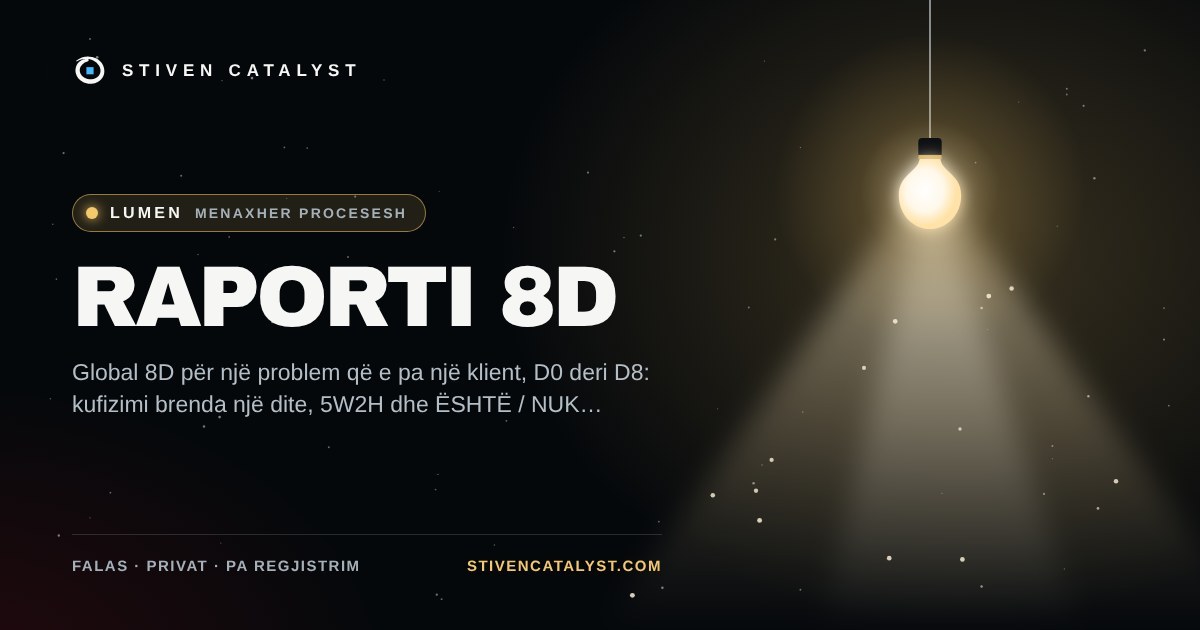 STIVEN CATALYST
LUMEN MENAXHER PROCESESH
RAPORTI 8D
Global 8D për një problem që e pa një klient, D0 deri D8:
kufizimi brenda një dite, 5W2H dhe ËSHTË / NUK…
FALAS · PRIVAT · PA REGJISTRIM
STIVENCATALYST.COM